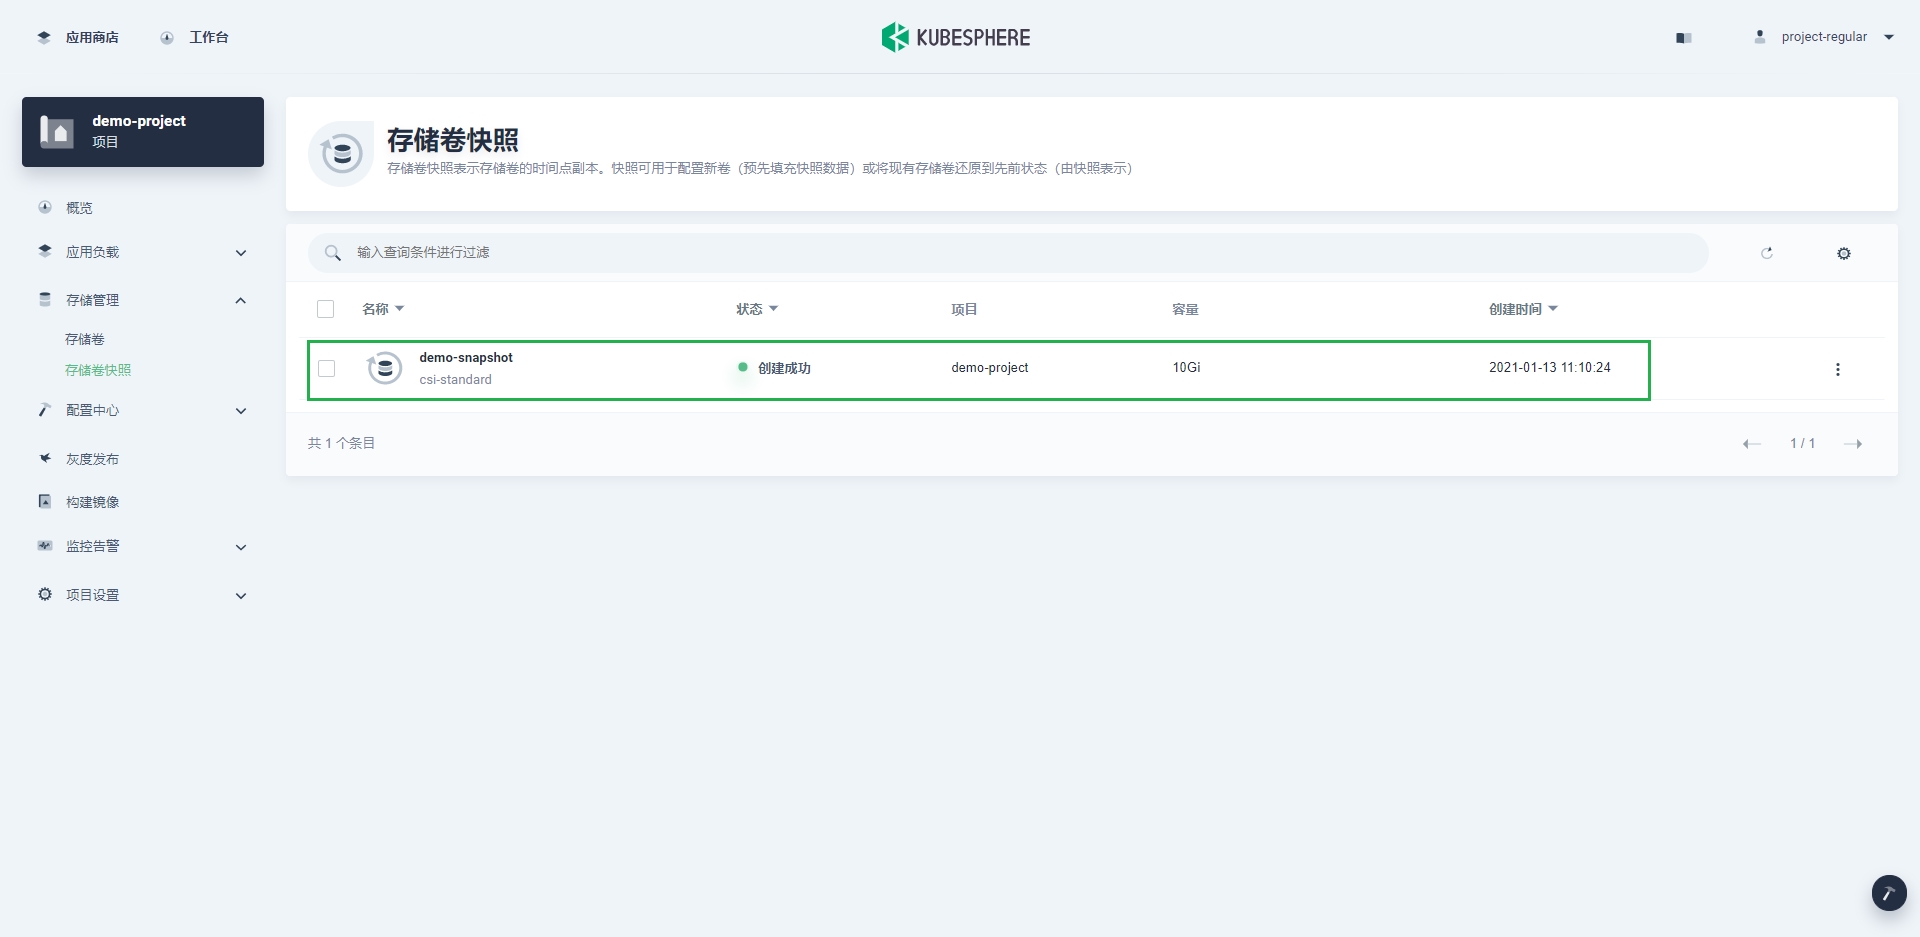 应用商店
工作台
KUBESPHERE
project-regular
demo-project
项目
概览
应用负载
存储管理
存储卷
存储卷快照
配置中心
灰度发布
构建镜像
监控告警
项目设置
存储卷快照
存储卷快照表示存储卷的时间点副本。快照可用于配置新卷（预先填充快照数据）或将现有存储卷还原到先前状态（由快照表示）
输入查询条件进行过滤
名称 状态 项目 容量 创建时间
demo-snapshot
csi-standard
创建成功 demo-project 10Gi 2021-01-13 11:10:24
共 1 个条目
1 / 1